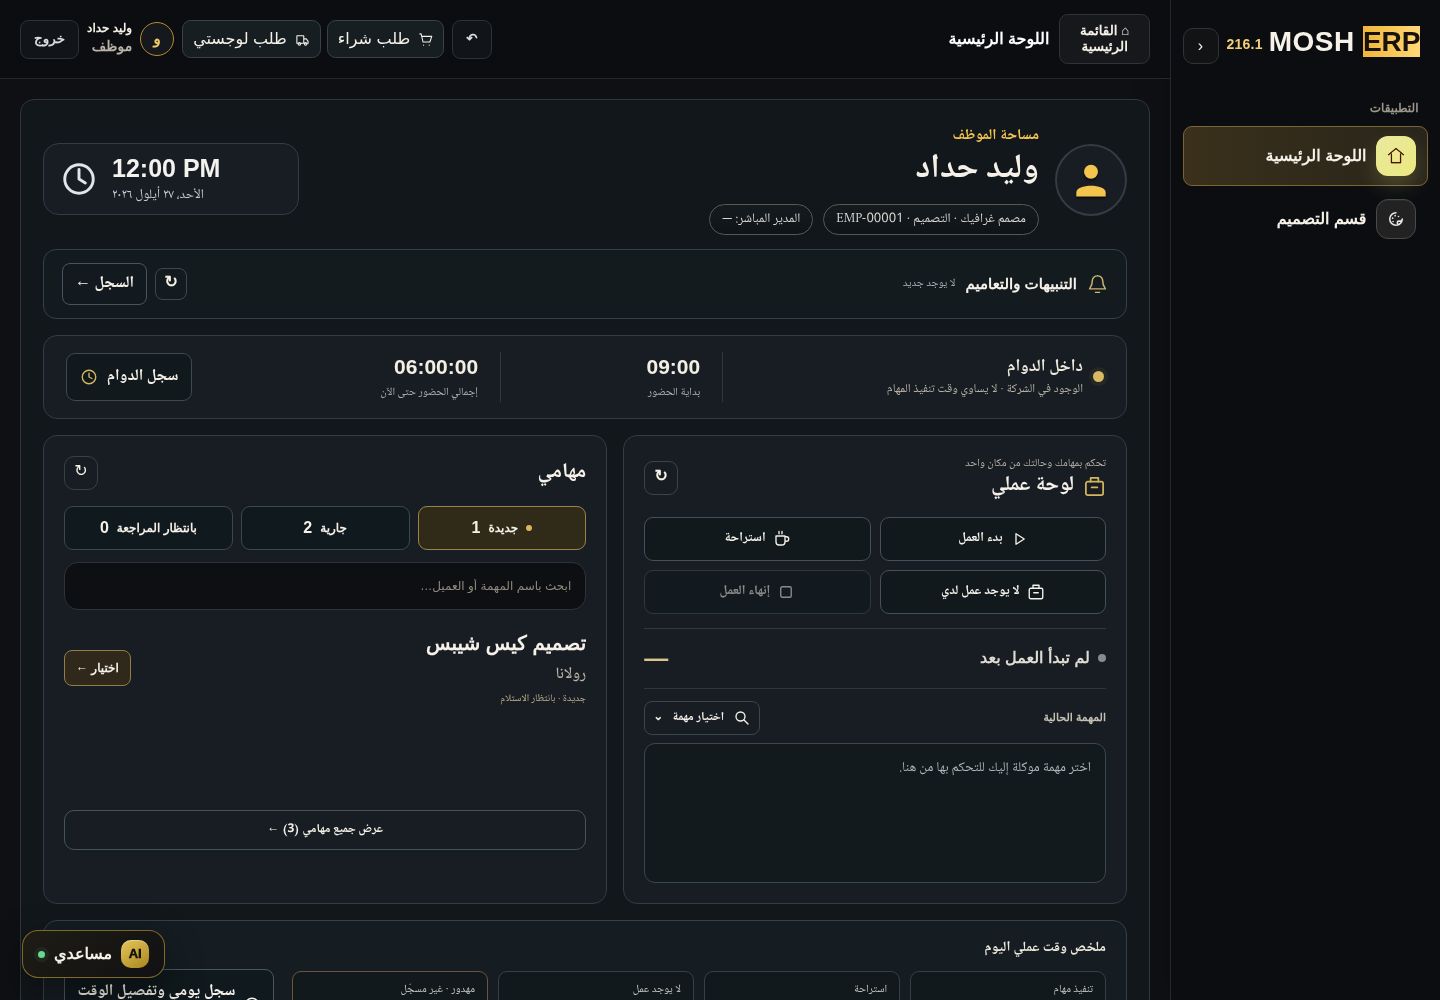 MOSH ERP
216.1
‹
التطبيقات
اللوحة الرئيسية
قسم التصميم
⌂ القائمة
الرئيسية
اللوحة الرئيسية
↶
طلب شراء
طلب لوجستي
و
وليد حداد
موظف
خروج
مساحة الموظف
وليد حداد
مصمم غرافيك · التصميم · EMP-00001
المدير المباشر: —
12:00 PM
الأحد، ٢٧ أيلول ٢٠٢٦
التنبيهات والتعاميم
لا يوجد جديد
↻
السجل ←
داخل الدوام
الوجود في الشركة · لا يساوي وقت تنفيذ المهام
09:00
بداية الحضور
06:00:00
إجمالي الحضور حتى الآن
سجل الدوام
تحكم بمهامك وحالتك من مكان واحد
لوحة عملي
↻
بدء العمل
استراحة
لا يوجد عمل لدي
إنهاء العمل
لم تبدأ العمل بعد
—
المهمة الحالية
اختيار مهمة
اختر مهمة موكلة إليك للتحكم بها من هنا.
مهامي
↻
جديدة 1
جارية 2
بانتظار المراجعة 0
ابحث باسم المهمة أو العميل...
تصميم كيس شيبس
رولانا
جديدة · بانتظار الاستلام
اختيار ←
عرض جميع مهامي (3) ←
ملخص وقت عملي اليوم
تنفيذ مهام
استراحة
لا يوجد عمل
مهدور · غير مسجّل
سجل يومي وتفصيل الوقت
AI
مساعدي